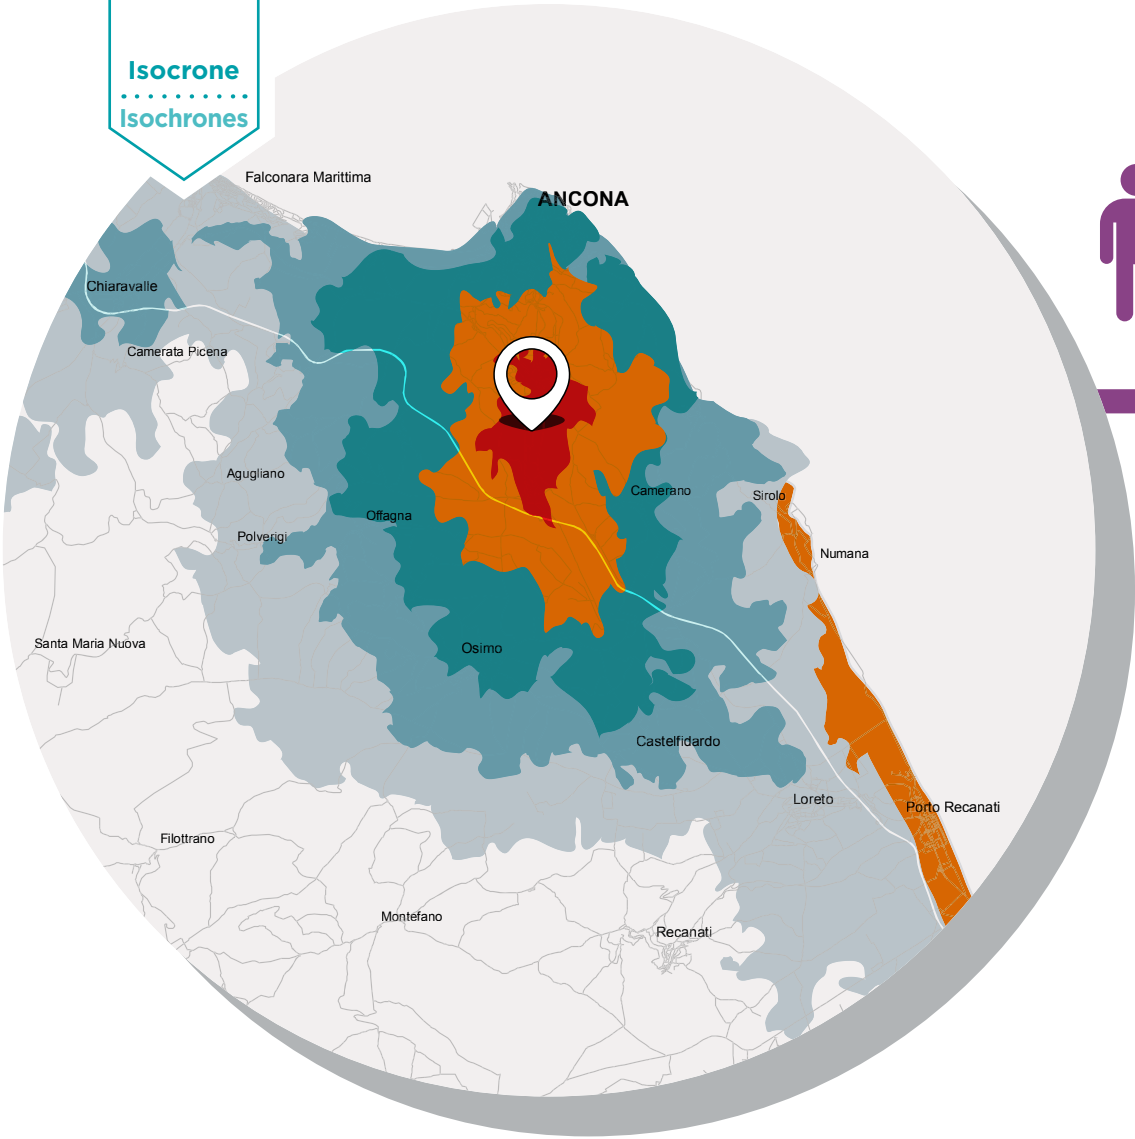 Isocrone
Isochrones
Falconara Marittima
ANCONA
Chiaravalle
Camerata Picena
Agugliano
Camerano
Sirolo
Offagna
Polverigi
Numana
Santa Maria Nuova
Osimo
Castelfidardo
Loreto
Porto Recanati
Filottrano
Montefano
Recanati